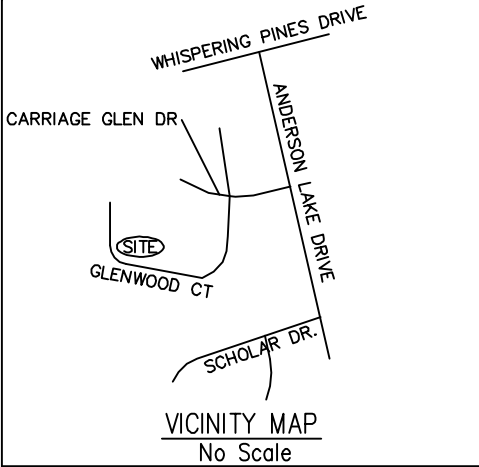 WHISPERING PINES DRIVE
CARRIAGE GLEN DR
ANDERSON LAKE DRIVE
SITE
GLENWOOD CT
SCHOLAR DR.
VICINITY MAP
No Scale